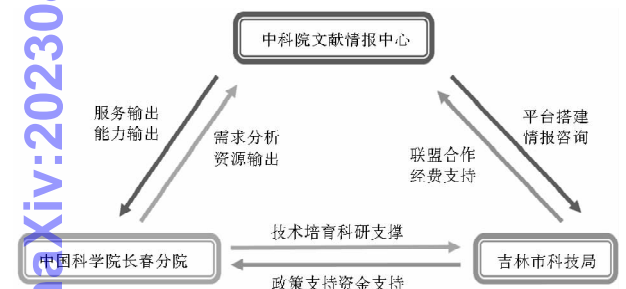 中科院文献情报中心
服务输出
能力输出
需求分析
资源输出
联盟合作
经费支持
平台搭建
情报咨询
技术培育科研支撑
中国科学院长春分院
吉林市科技局
政策支持资金支持
naXiv:20230